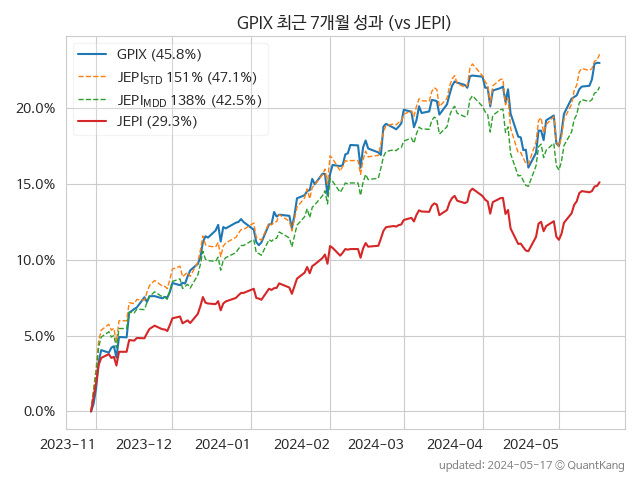 GPIX 최근 7개월 성과 (vs JEPI)
GPIX (45.8%)
JEPI_STD 151% (47.1%)
JEPI_MDD 138% (42.5%)
JEPI (29.3%)
20.0%
15.0%
10.0%
5.0%
0.0%
2023-11 2023-12 2024-01 2024-02 2024-03 2024-04 2024-05
updated: 2024-05-17 © QuantKang